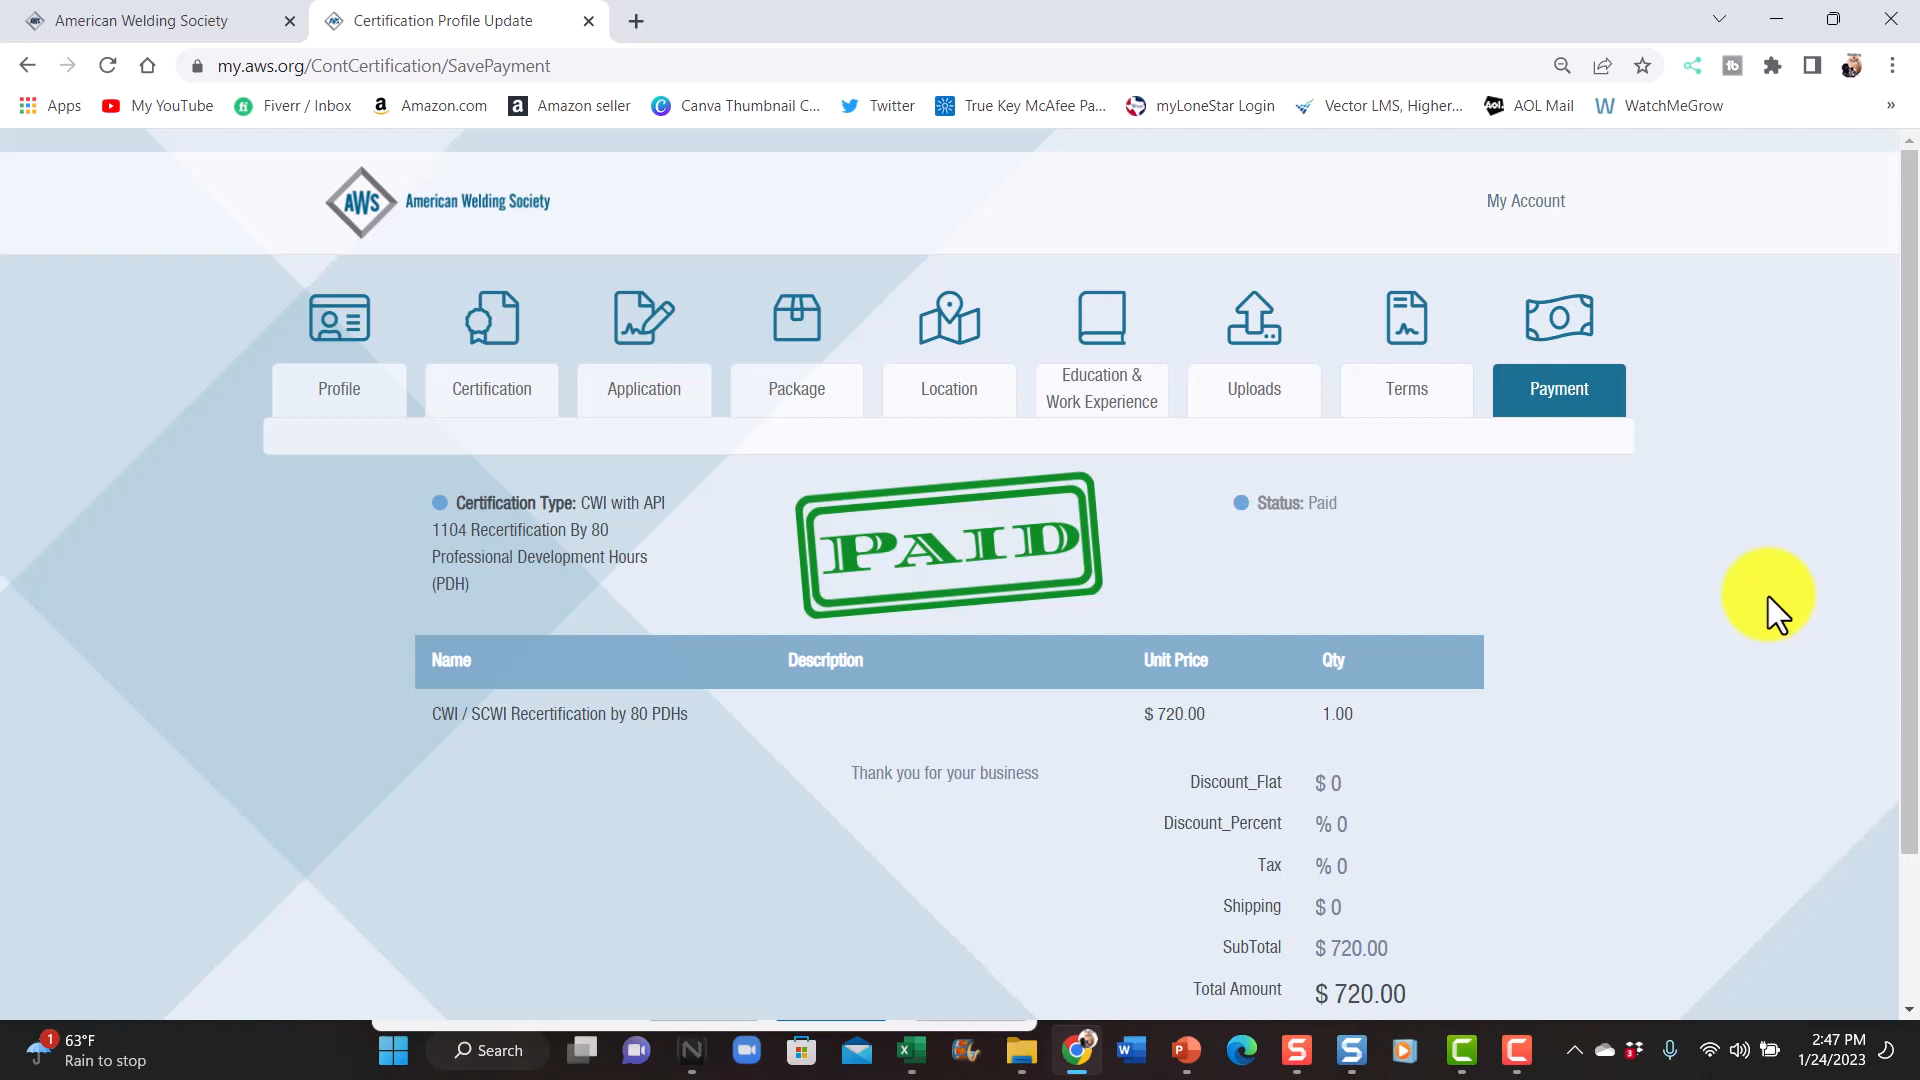 American Welding Society
Certification Profile Update
my.aws.org/ContCertification/SavePayment
Apps
My YouTube
Fiverr / Inbox
Amazon.com
Amazon seller
Canva Thumbnail C...
Twitter
True Key McAfee Pa...
myLoneStar Login
Vector LMS, Higher...
AOL Mail
WatchMeGrow
»
AWS American Welding Society
My Account
Profile
Certification
Application
Package
Location
Education &
Work Experience
Uploads
Terms
Payment
Certification Type: CWI with API
1104 Recertification By 80
Professional Development Hours
(PDH)
PAID
Status: Paid
Name Description Unit Price Qty
CWI / SCWI Recertification by 80 PDHs $ 720.00 1.00
Thank you for your business
Discount_Flat $ 0
Discount_Percent % 0
Tax % 0
Shipping $ 0
SubTotal $ 720.00
Total Amount $ 720.00
1
63°F
Rain to stop
Search
3
2:47 PM
1/24/2023